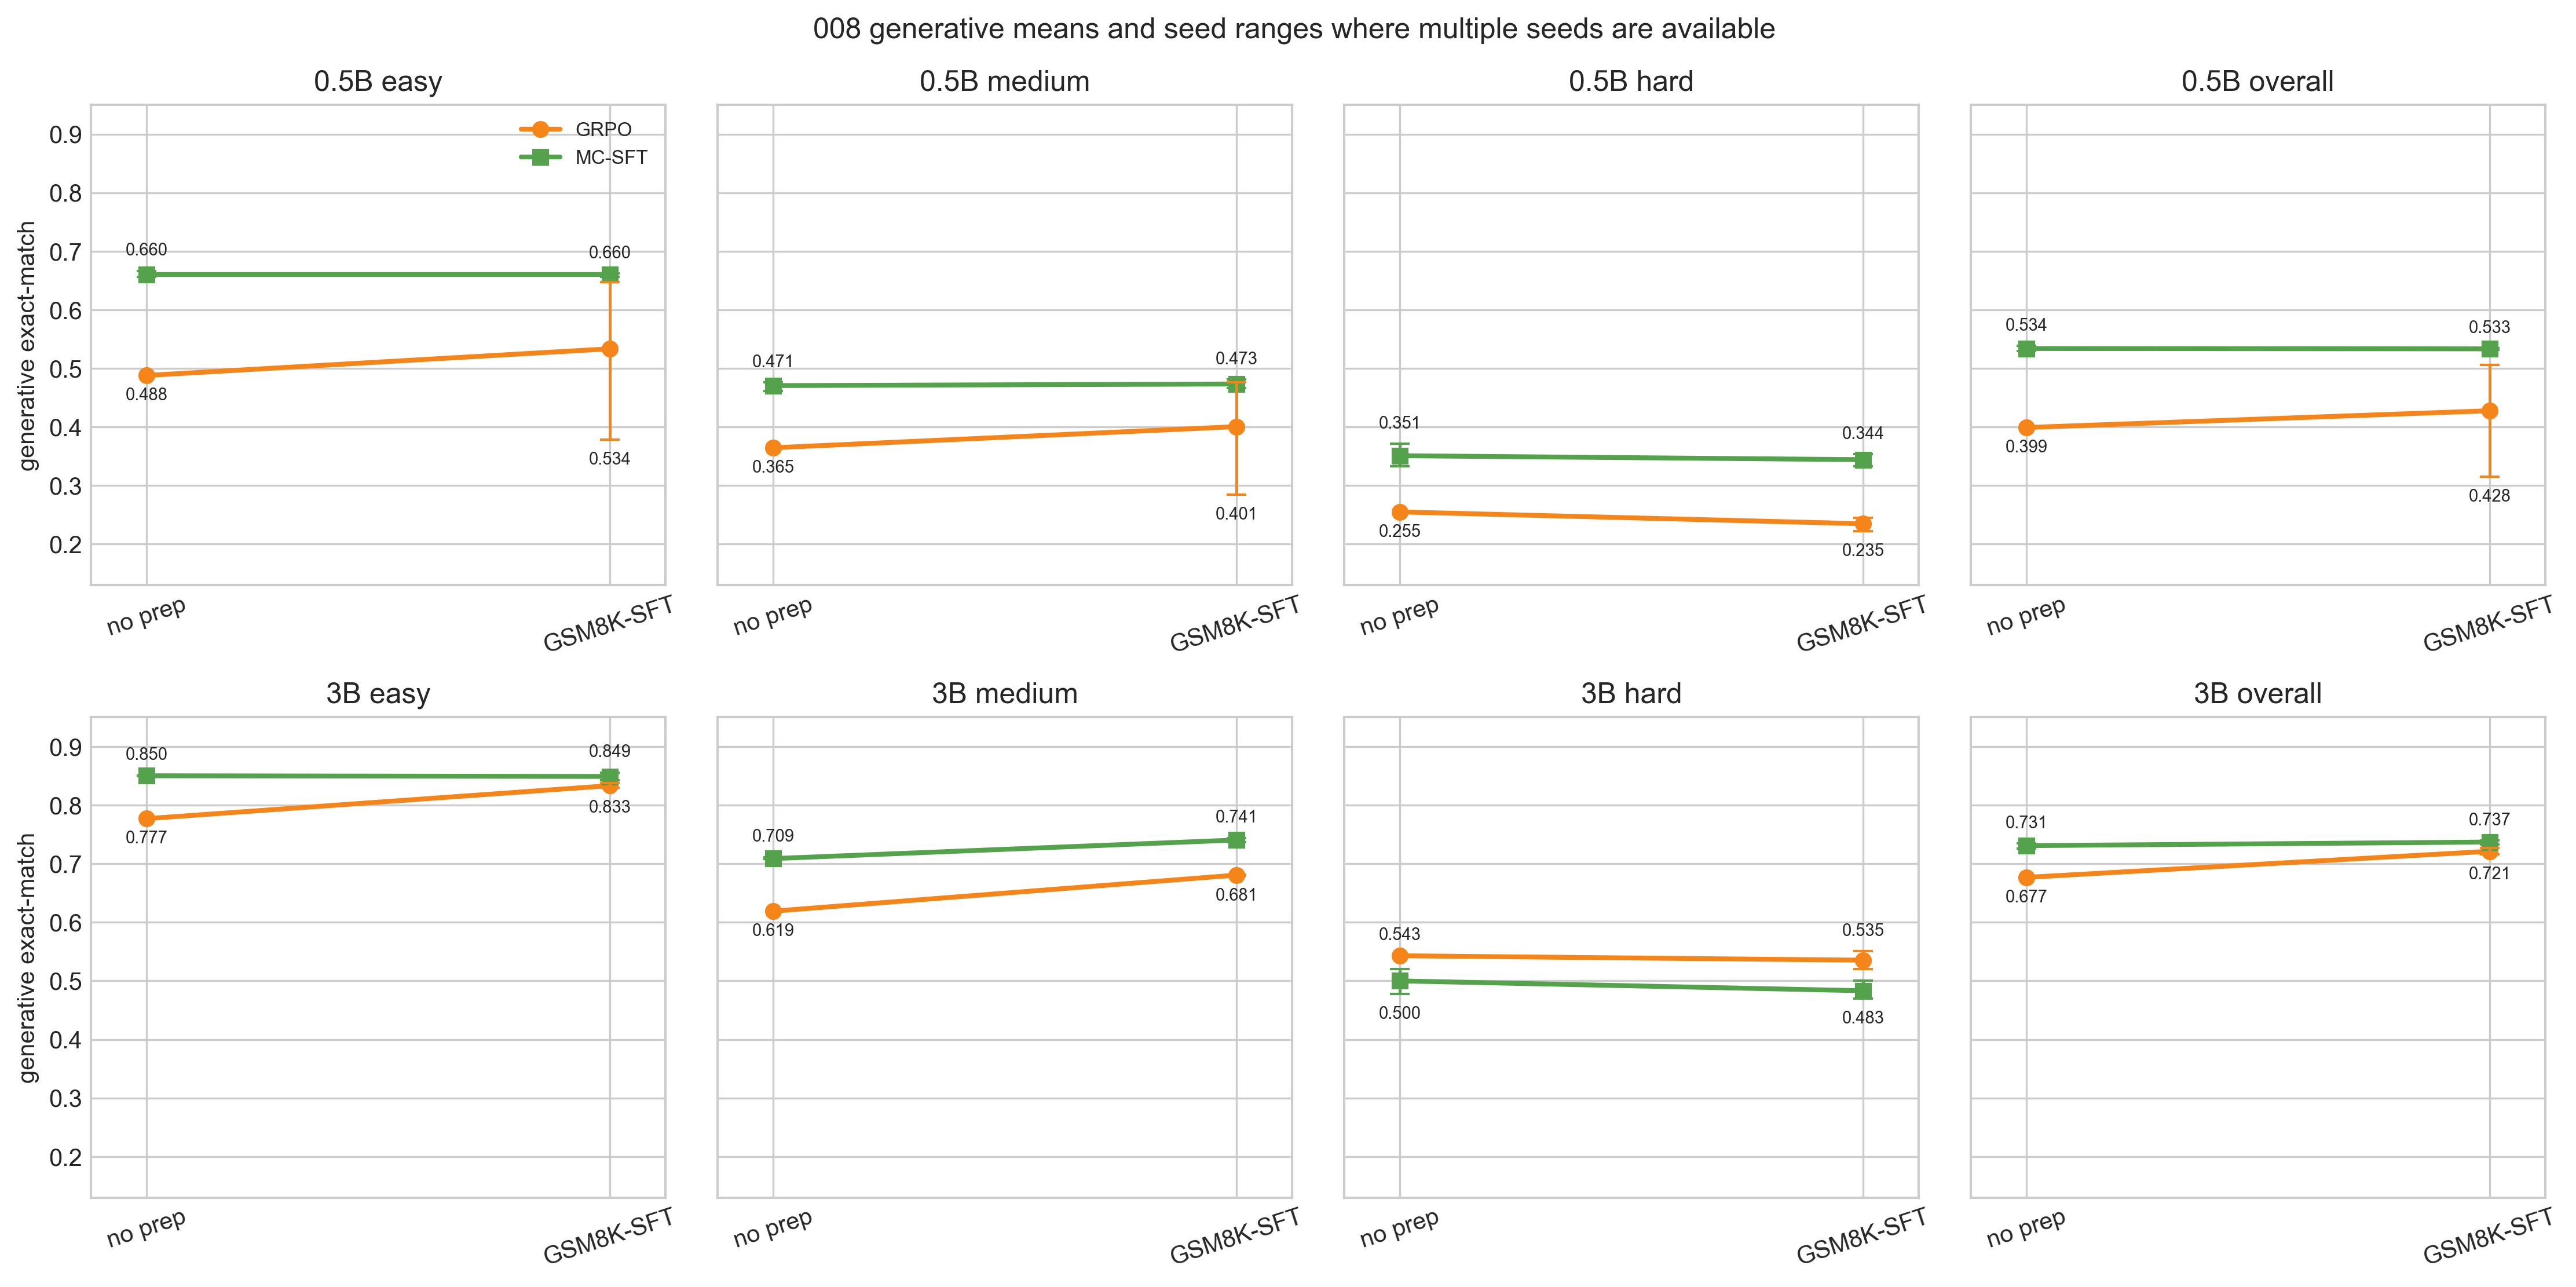 008 generative means and seed ranges where multiple seeds are available
0.5B easy
0.5B medium
0.5B hard
0.5B overall
generative exact-match
0.9
0.8
0.7
0.6
0.5
0.4
0.3
0.2
GRPO
MC-SFT
0.660
0.660
0.488
0.534
no prep
GSM8K-SFT
0.471
0.473
0.365
0.401
no prep
GSM8K-SFT
0.351
0.344
0.255
0.235
no prep
GSM8K-SFT
0.534
0.533
0.399
0.428
no prep
GSM8K-SFT
3B easy
3B medium
3B hard
3B overall
generative exact-match
0.9
0.8
0.7
0.6
0.5
0.4
0.3
0.2
0.850
0.849
0.777
0.833
no prep
GSM8K-SFT
0.709
0.741
0.619
0.681
no prep
GSM8K-SFT
0.543
0.535
0.500
0.483
no prep
GSM8K-SFT
0.731
0.737
0.677
0.721
no prep
GSM8K-SFT